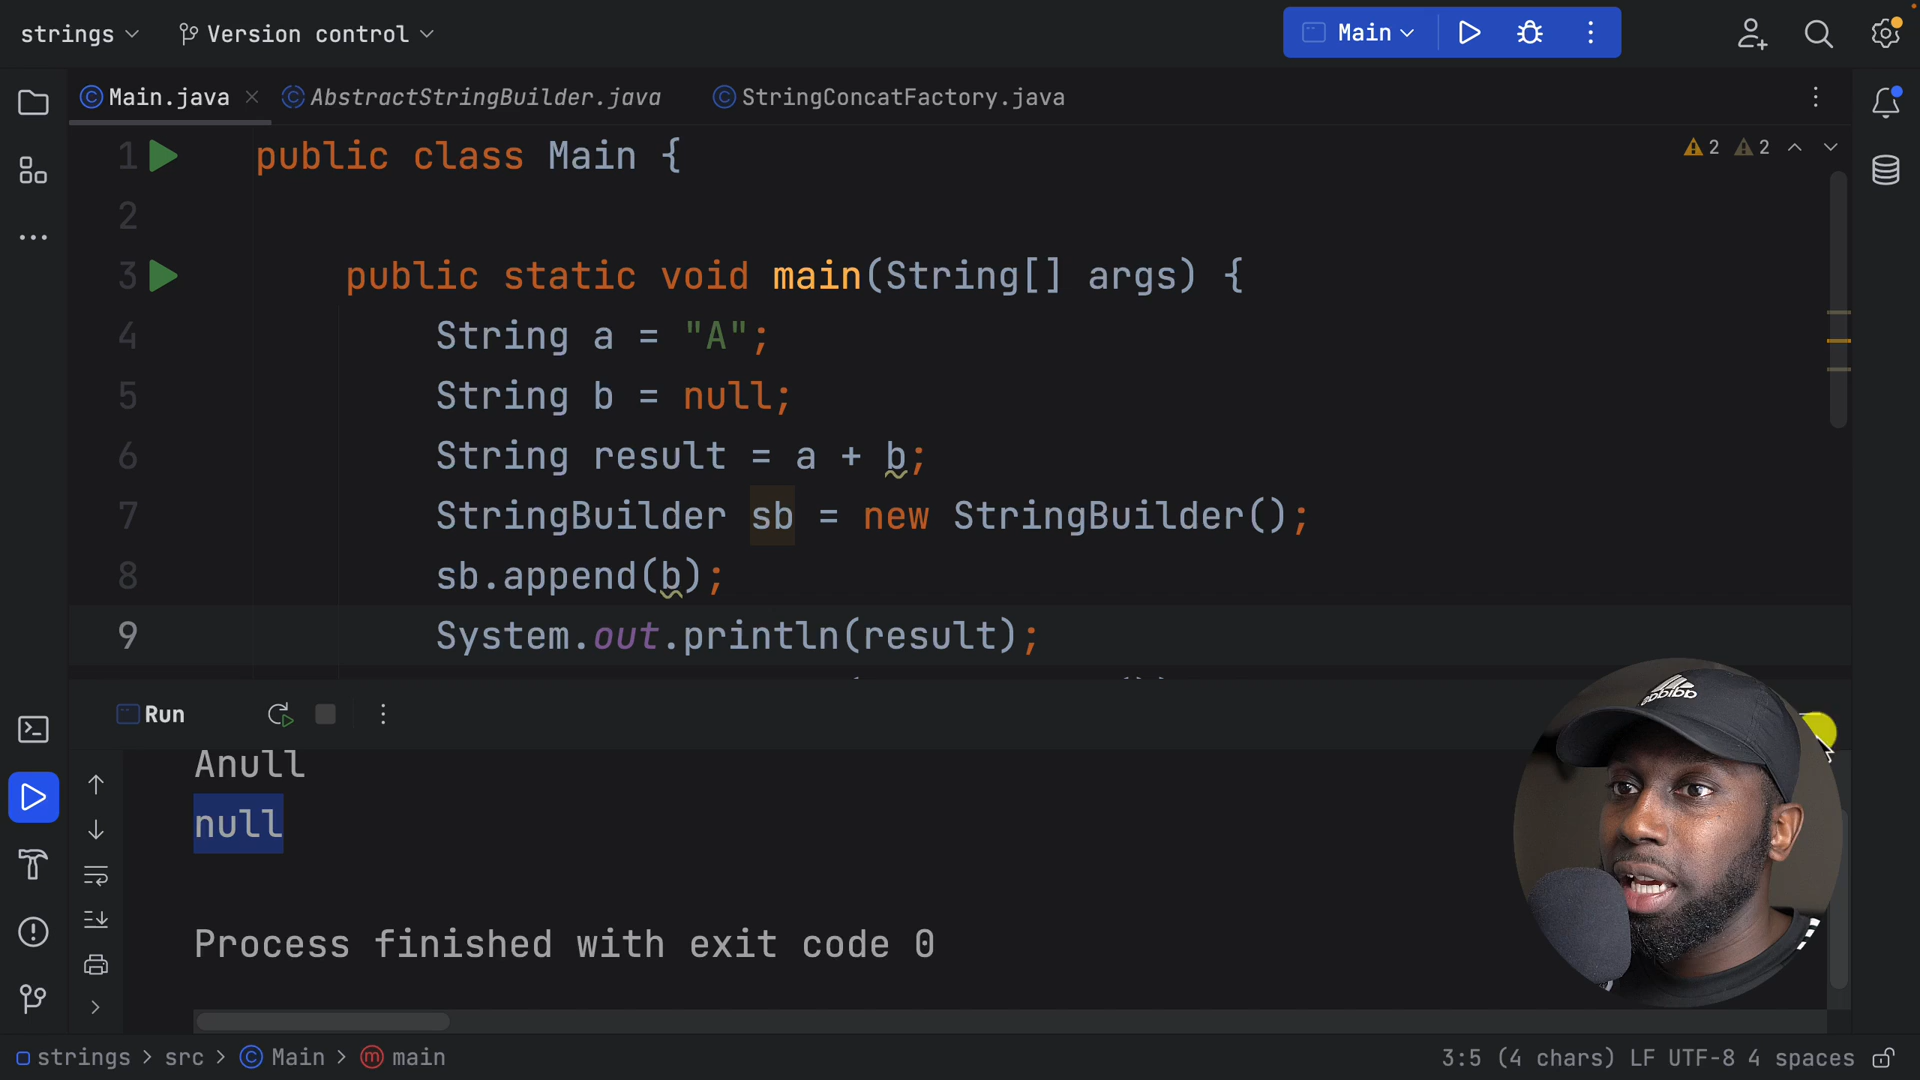 strings Version control Main
Main.java AbstractStringBuilder.java StringConcatFactory.java
1 public class Main { 2 2
2
3 public static void main(String[] args) {
4 String a = "A";
5 String b = null;
6 String result = a + b;
7 StringBuilder sb = new StringBuilder();
8 sb.append(b);
9 System.out.println(result);
Run
Anull
null
adidas
Process finished with exit code 0
strings > src > Main > main 3:5 (4 chars) LF UTF-8 4 spaces